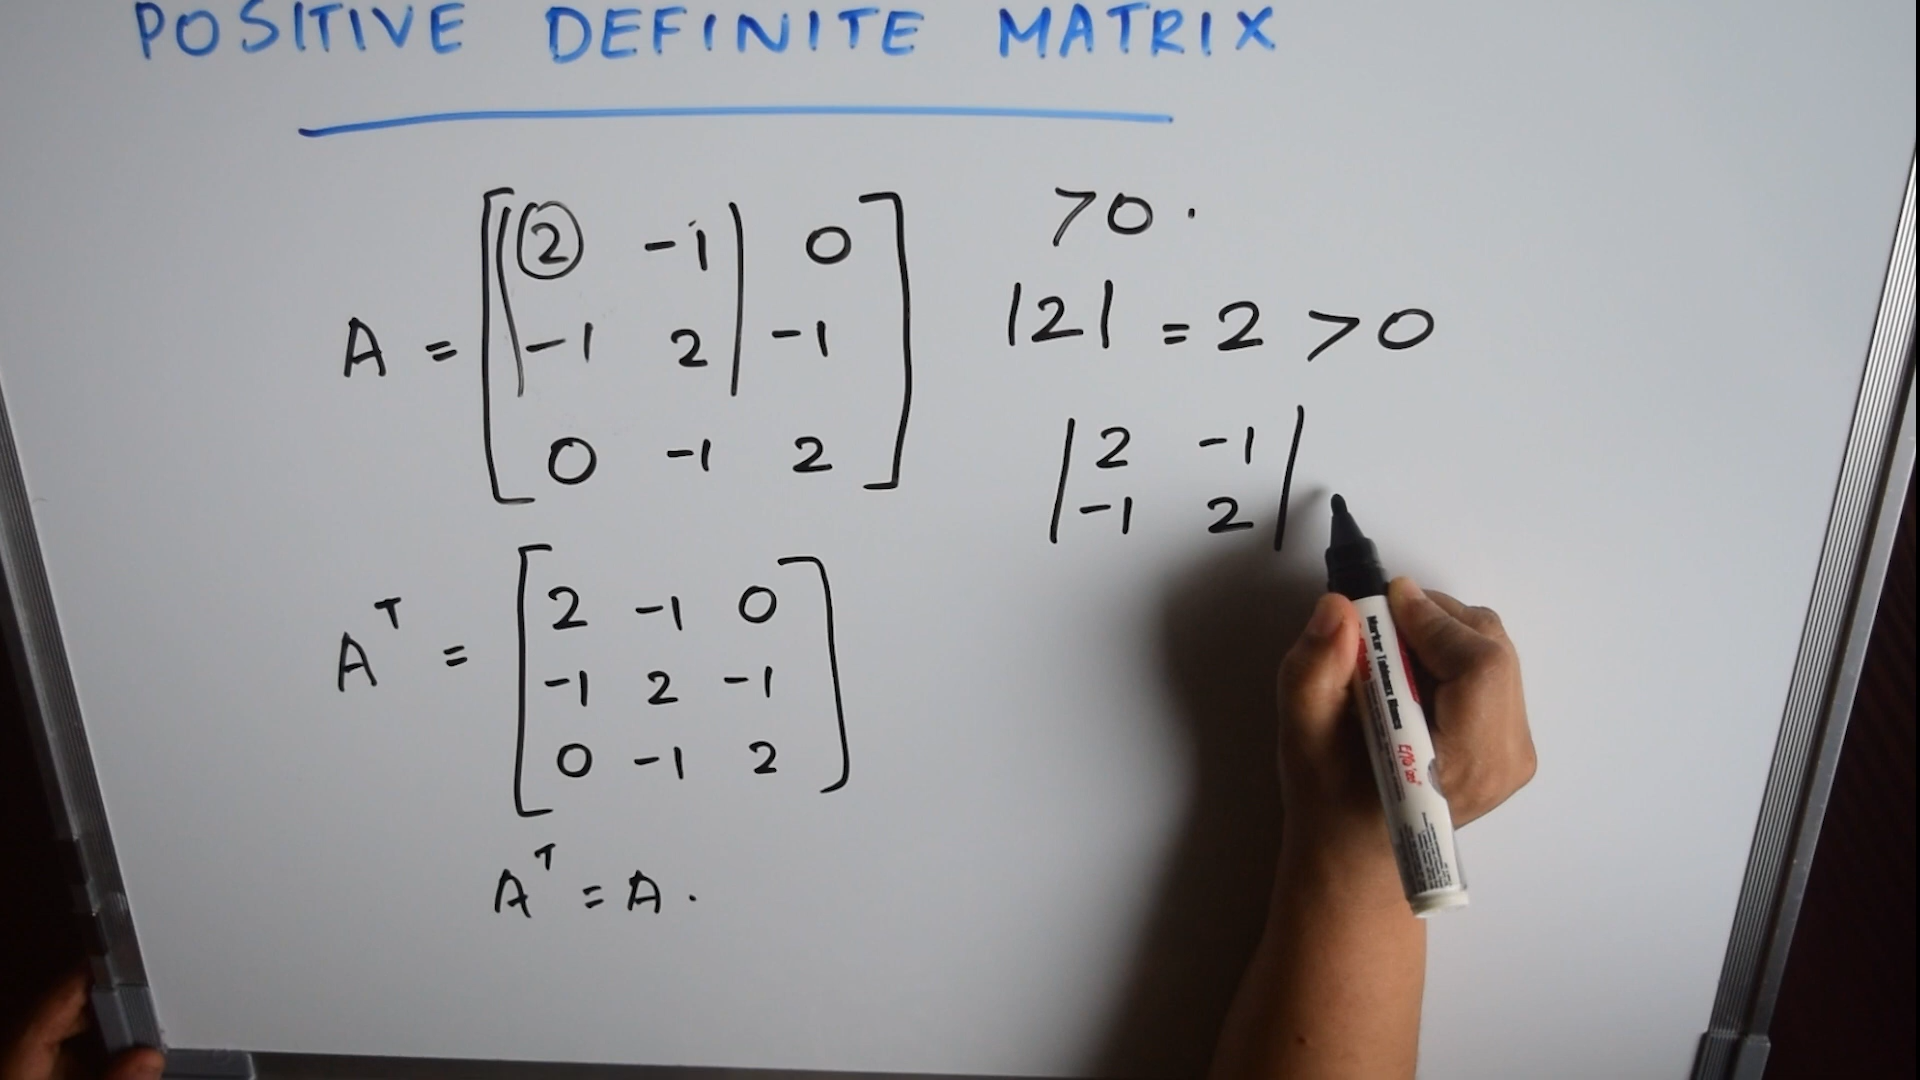 POSITIVE DEFINITE MATRIX
A = [2 -1 0
-1 2 -1
0 -1 2]
Aᵀ = [2 -1 0
-1 2 -1
0 -1 2]
Aᵀ = A .
>0 .
|2| = 2 >0
|2 -1
-1 2|
Marker